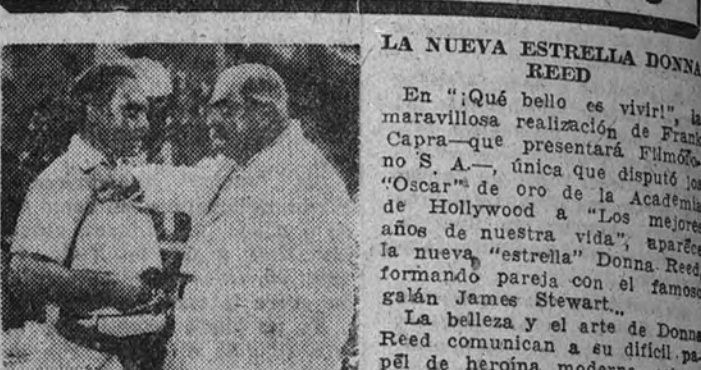 LA NUEVA ESTRELLA DONNA
REED
En "¡Qué bello es vivir!", la
maravillosa realización de Frank
Capra—que presentará Filmófo-
no S. A.—, única que disputó los
"Oscar" de oro de la Academia
de Hollywood a "Los mejores
años de nuestra vida", aparece
la nueva "estrella" Donna Reed,
formando pareja con el famoso
galán James Stewart...
La belleza y el arte de Donna
Reed comunican a su difícil pa-
pel de heroína moderna